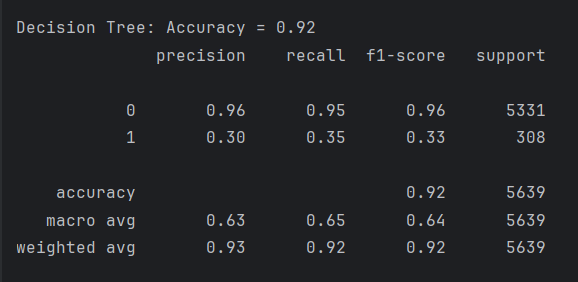 Decision Tree: Accuracy = 0.92
precision recall f1-score support
0 0.96 0.95 0.96 5331
1 0.30 0.35 0.33 308
accuracy 0.92 5639
macro avg 0.63 0.65 0.64 5639
weighted avg 0.93 0.92 0.92 5639